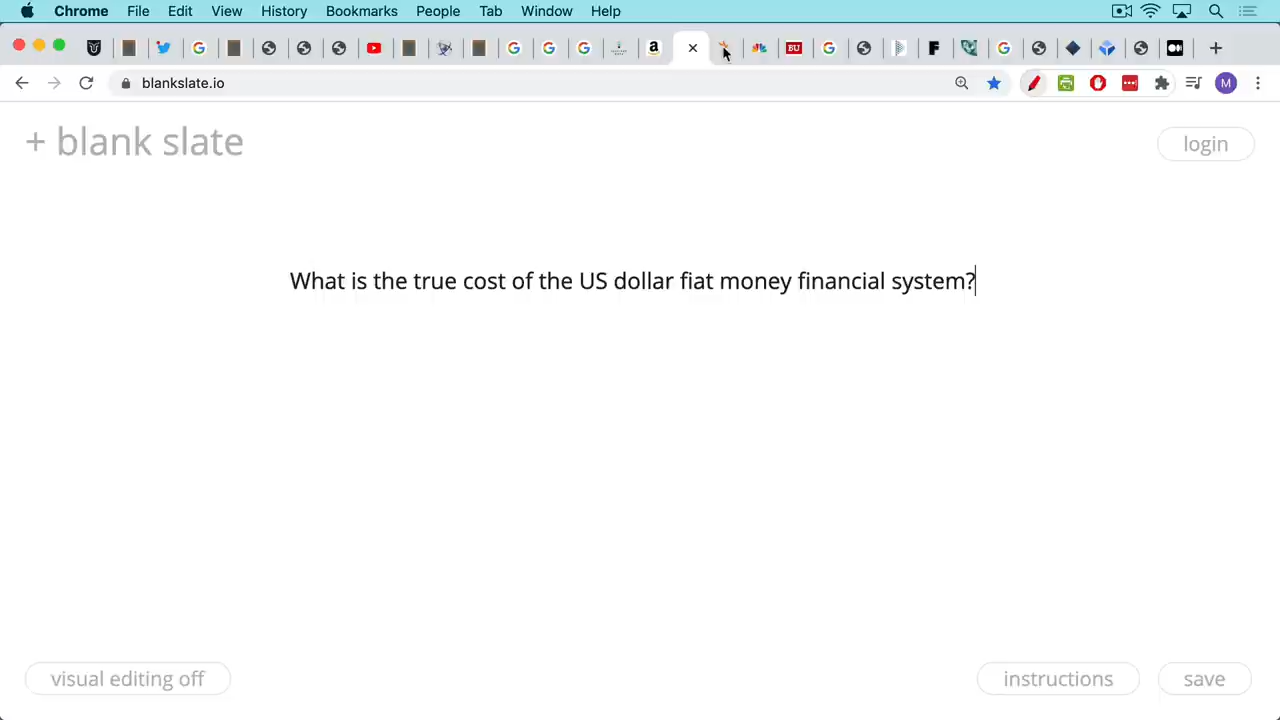 Chrome File Edit View History Bookmarks People Tab Window Help
blankslate.io
M
+ blank slate
login
What is the true cost of the US dollar fiat money financial system?
visual editing off
instructions
save